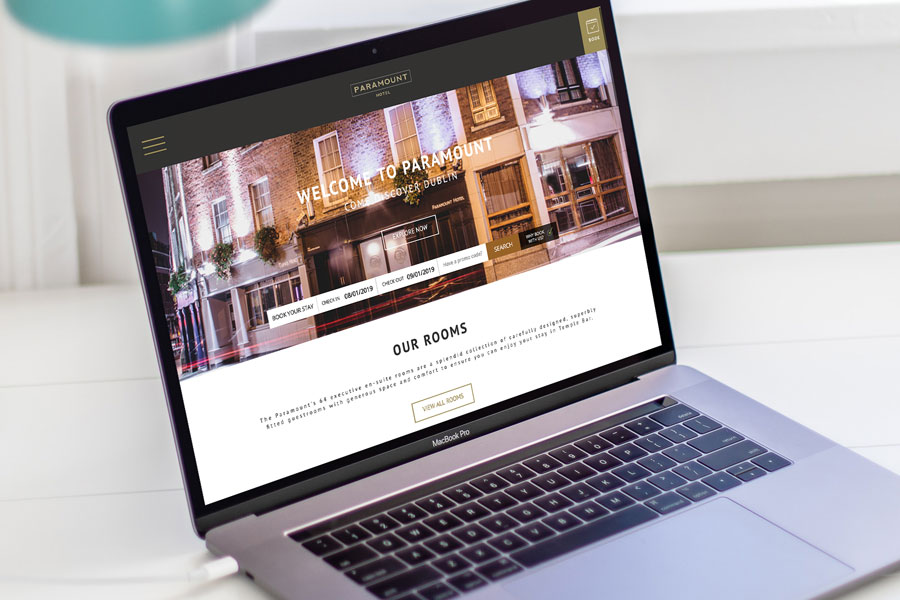 PARAMOUNT
HOTEL
BOOK
WELCOME TO PARAMOUNT
COME DISCOVER DUBLIN
PARAMOUNT HOTEL
EXPLORE NOW
BOOK YOUR STAY CHECK IN 08/01/2019 CHECK OUT 09/01/2019 Have a promo code? SEARCH
WHY BOOK
WITH US?
OUR ROOMS
The Paramount's 64 executive en-suite rooms are a splendid collection of carefully designed, superbly
fitted guestrooms with generous space and comfort to ensure you can enjoy your stay in Temple Bar.
VIEW ALL ROOMS
MacBook Pro